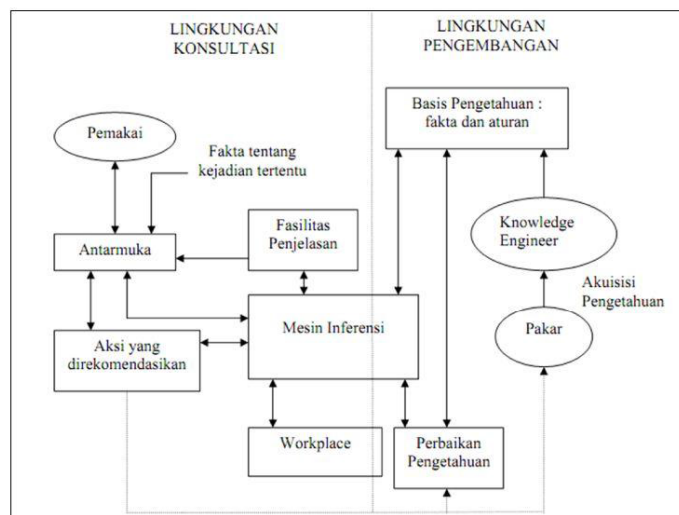 LINGKUNGAN
KONSULTASI
LINGKUNGAN
PENGEMBANGAN
Pemakai
Fakta tentang
kejadian tertentu
Basis Pengetahuan :
fakta dan aturan
Antarmuka
Fasilitas
Penjelasan
Knowledge
Engineer
Akuisisi
Pengetahuan
Aksi yang
direkomendasikan
Mesin Inferensi
Pakar
Workplace
Perbaikan
Pengetahuan